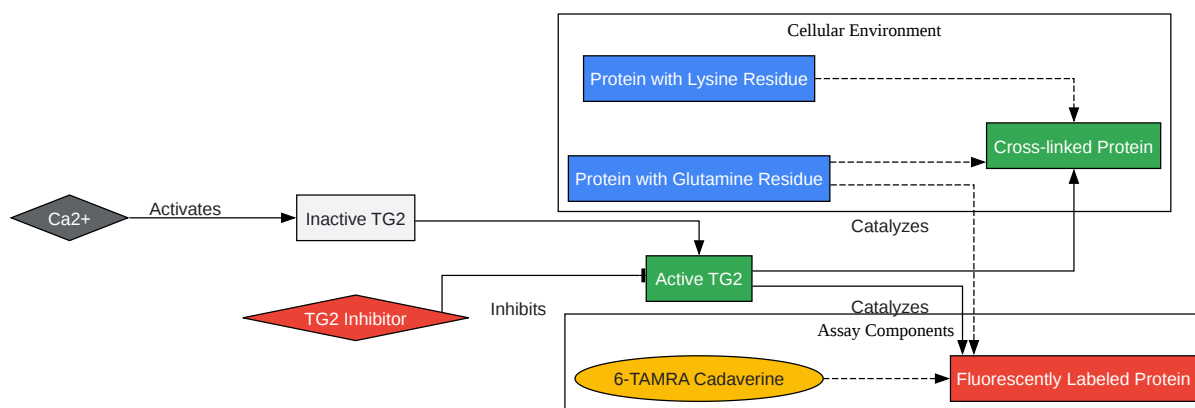 Cellular Environment
Protein with Lysine Residue
Cross-linked Protein
Protein with Glutamine Residue
Ca2+
Activates
Inactive TG2
Catalyzes
Active TG2
TG2 Inhibitor
Inhibits
Catalyzes
Assay Components
6-TAMRA Cadaverine
Fluorescently Labeled Protein